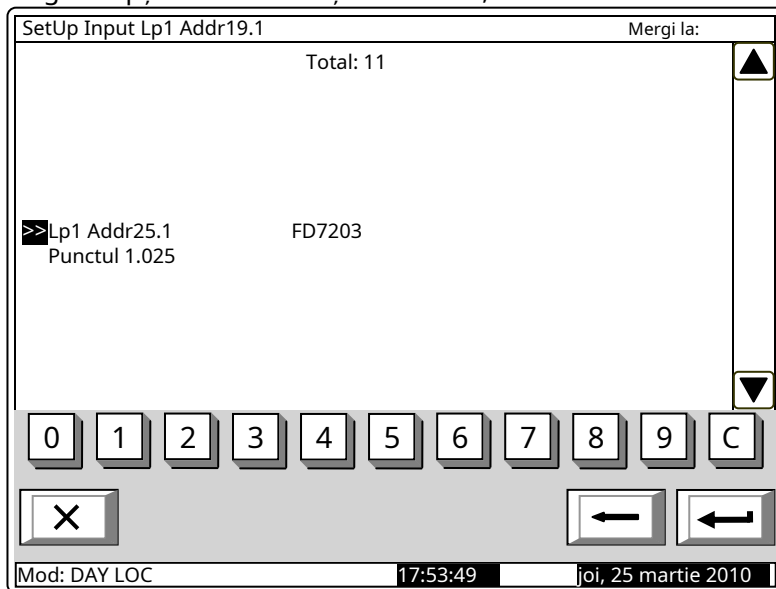 SetUp Input Lp1 Addr19.1 Mergi la:
Total: 11
>>Lp1 Addr25.1 FD7203
Punctul 1.025
0 1 2 3 4 5 6 7 8 9 C
Mod: DAY LOC 17:53:49 joi, 25 martie 2010